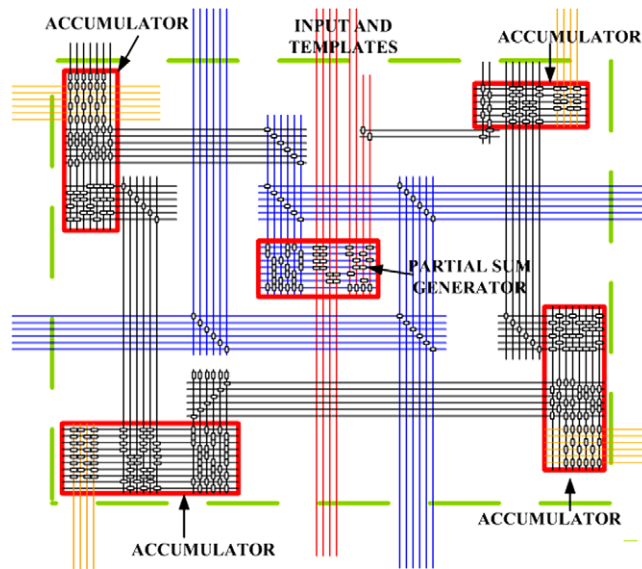 ACCUMULATOR
INPUT AND
TEMPLATES
ACCUMULATOR
PARTIAL SUM
GENERATOR
ACCUMULATOR
ACCUMULATOR